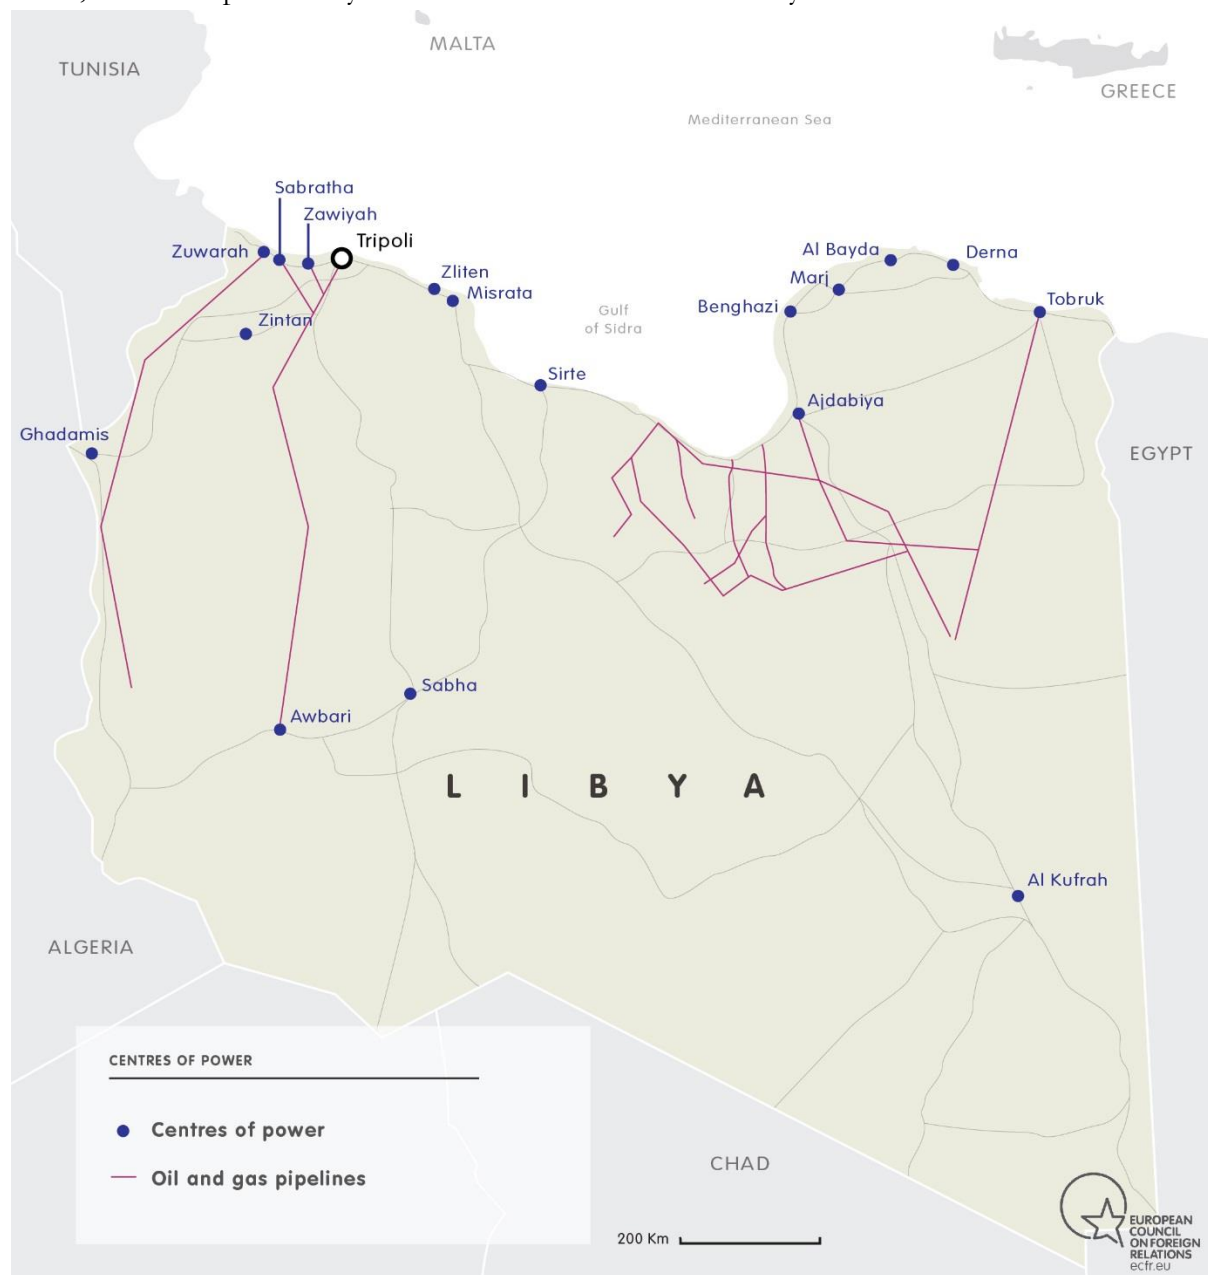 MALTA
TUNISIA
GREECE
Mediterranean Sea
Sabratha
Zawiyah
Tripoli
Zuwarah
Al Bayda
Derna
Zliten
Marj
Misrata
Benghazi
Tobruk
Gulf
of Sidra
Zintan
Sirte
Ajdabiya
Ghadamis
EGYPT
Sabha
Awbari
LIBYA
Al Kufrah
ALGERIA
CENTRES OF POWER
Centres of power
Oil and gas pipelines
CHAD
200 Km
EUROPEAN
COUNCIL
ON FOREIGN
RELATIONS
ecfr.eu